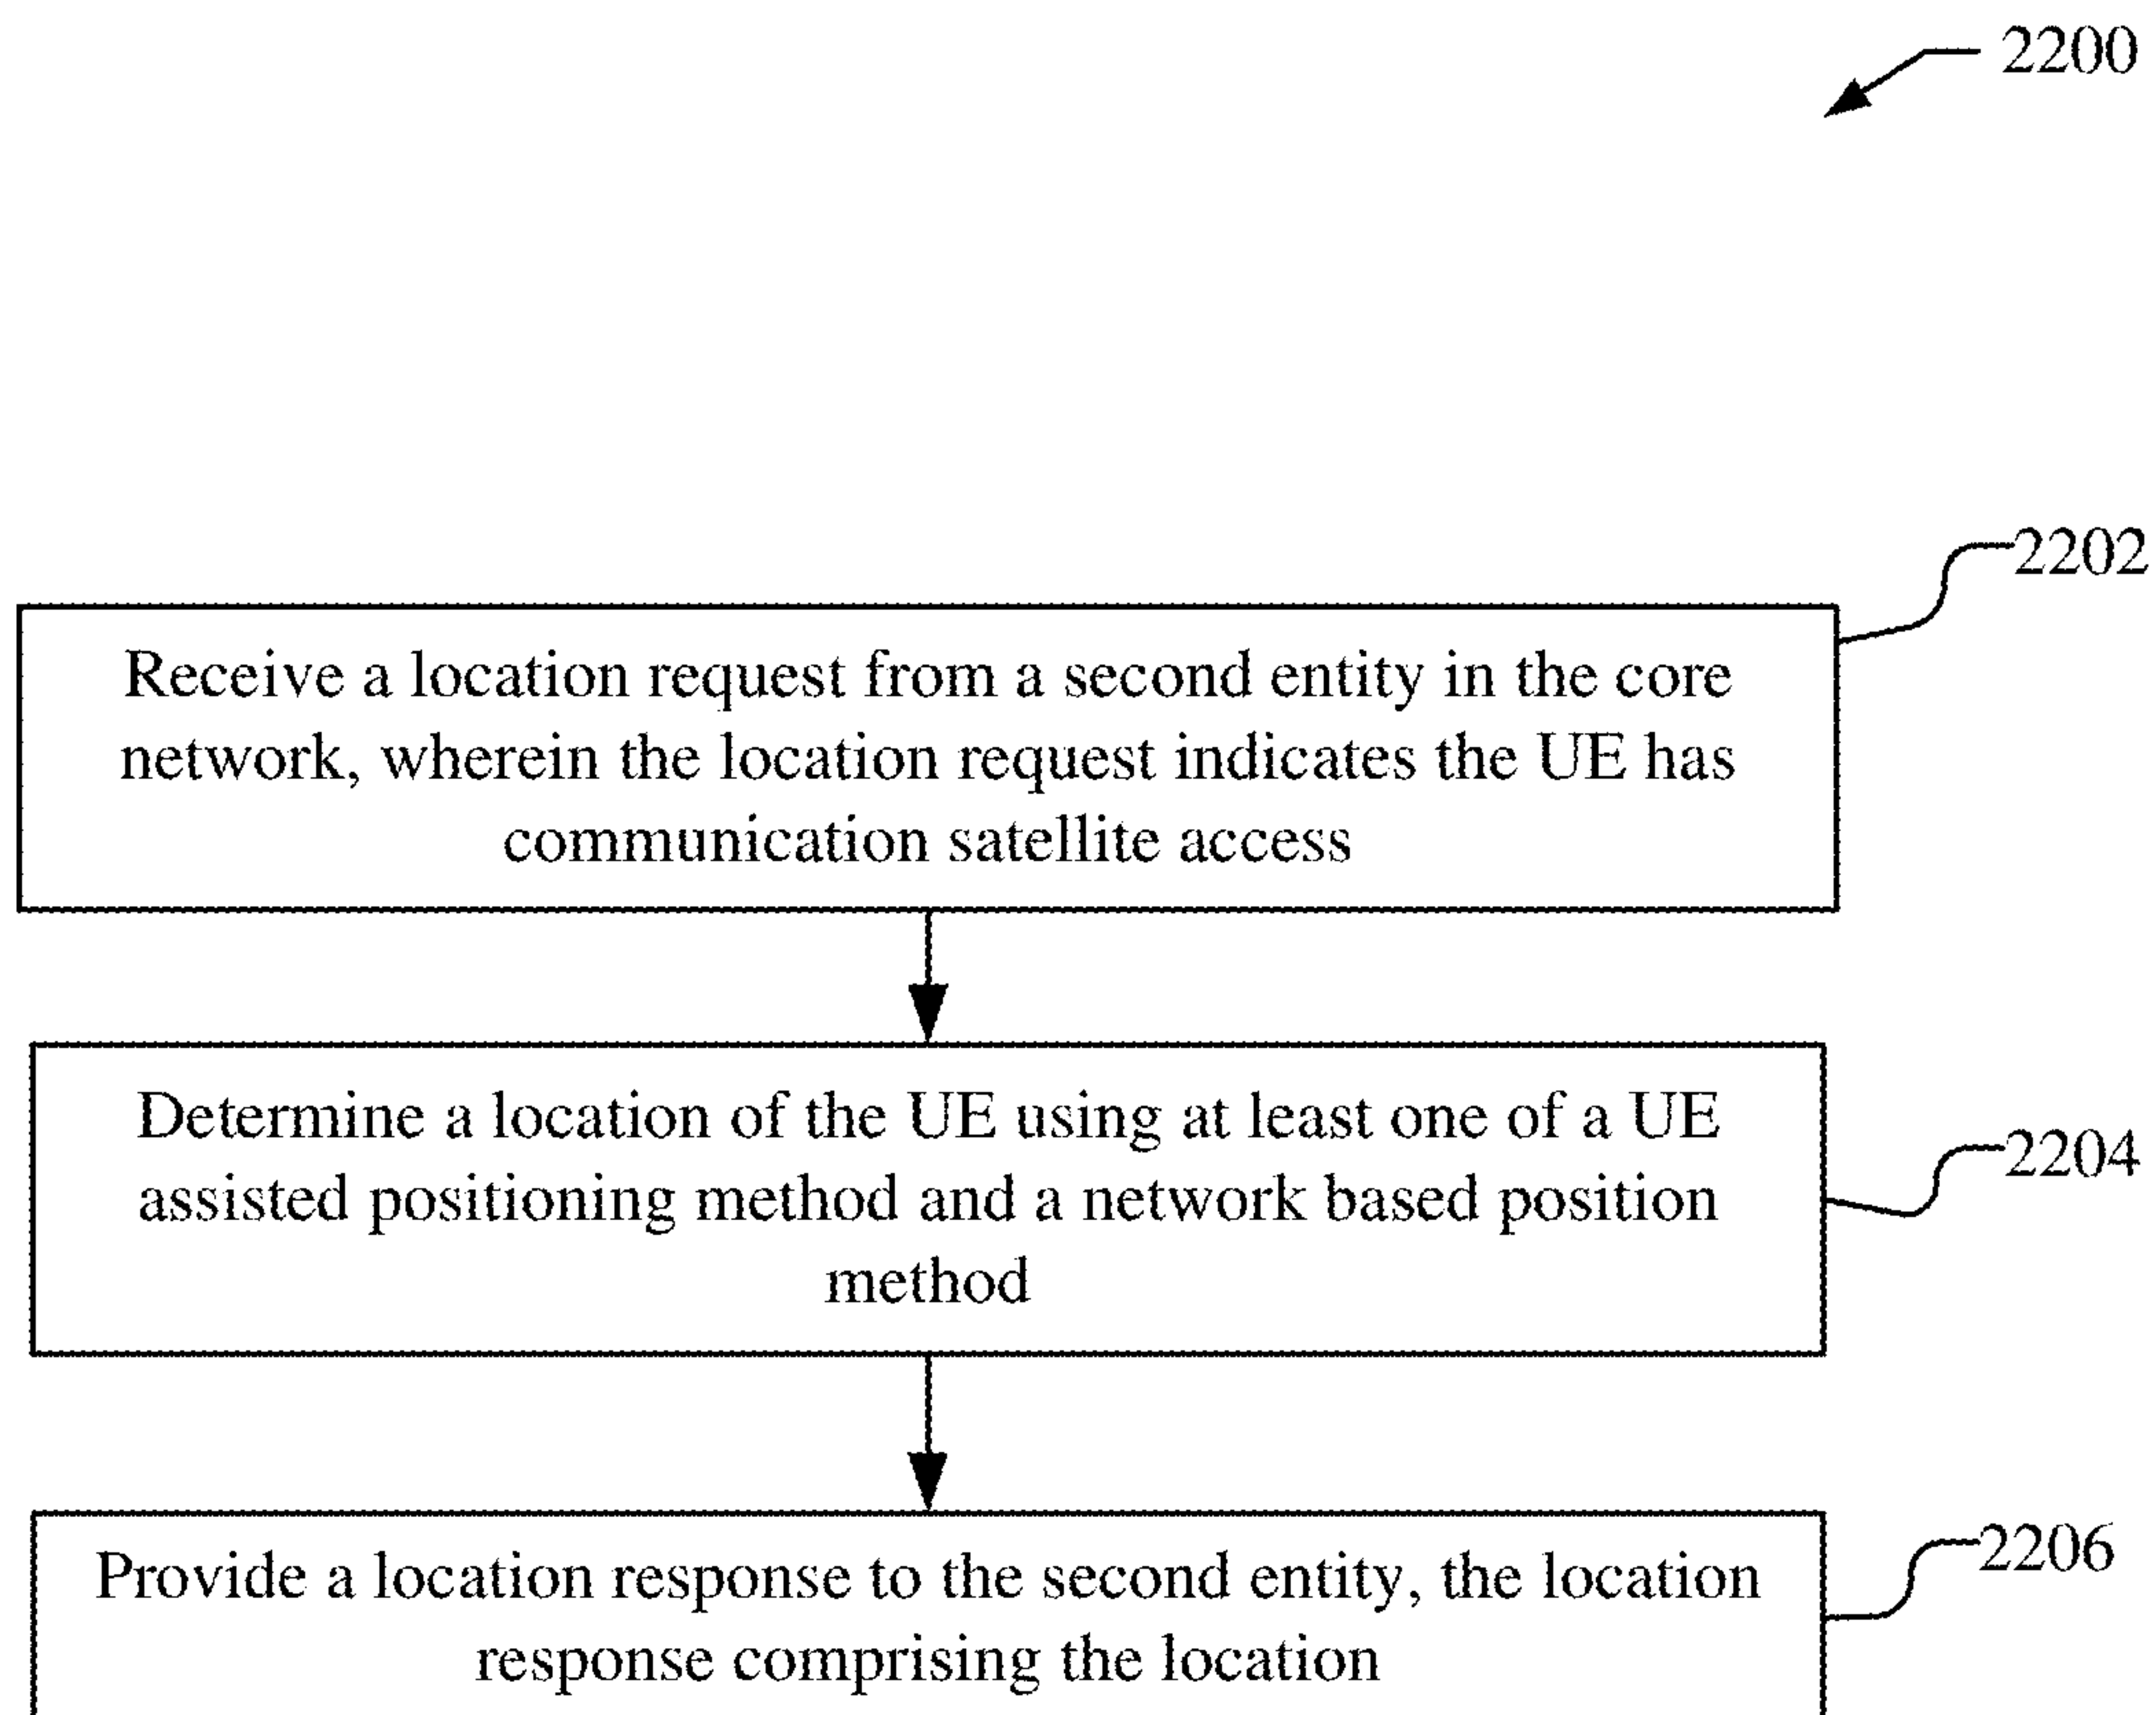 2200
2202
Receive a location request from a second entity in the core
network, wherein the location request indicates the UE has
communication satellite access
Determine a location of the UE using at least one of a UE
assisted positioning method and a network based position
method
2204
Provide a location response to the second entity, the location
response comprising the location
2206